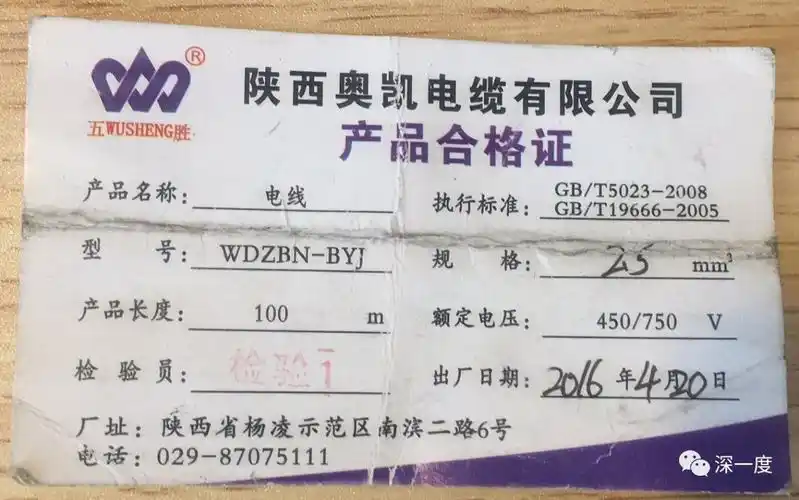 ®
五WUSHENG胜
陕西奥凯电缆有限公司
产品合格证
产品名称: 电线 执行标准: GB/T5023-2008
GB/T19666-2005
型 号: WDZBN-BYJ 规 格: 25 mm³
产品长度: 100 m 额定电压: 450/750 V
检 验 员: 检验1 出厂日期: 2016 年 4 月 20 日
厂 址: 陕西省杨凌示范区南滨二路6号
电 话: 029-87075111
深一度